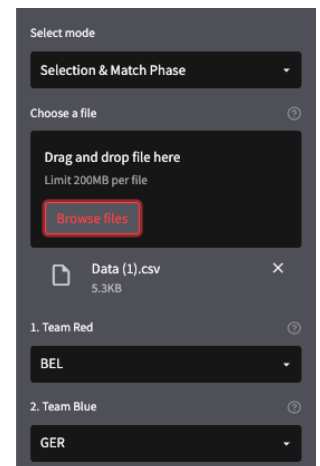 Select mode
Selection & Match Phase
Choose a file
Drag and drop file here
Limit 200MB per file
Browse files
Data (1).csv
5.3KB
1. Team Red
BEL
2. Team Blue
GER